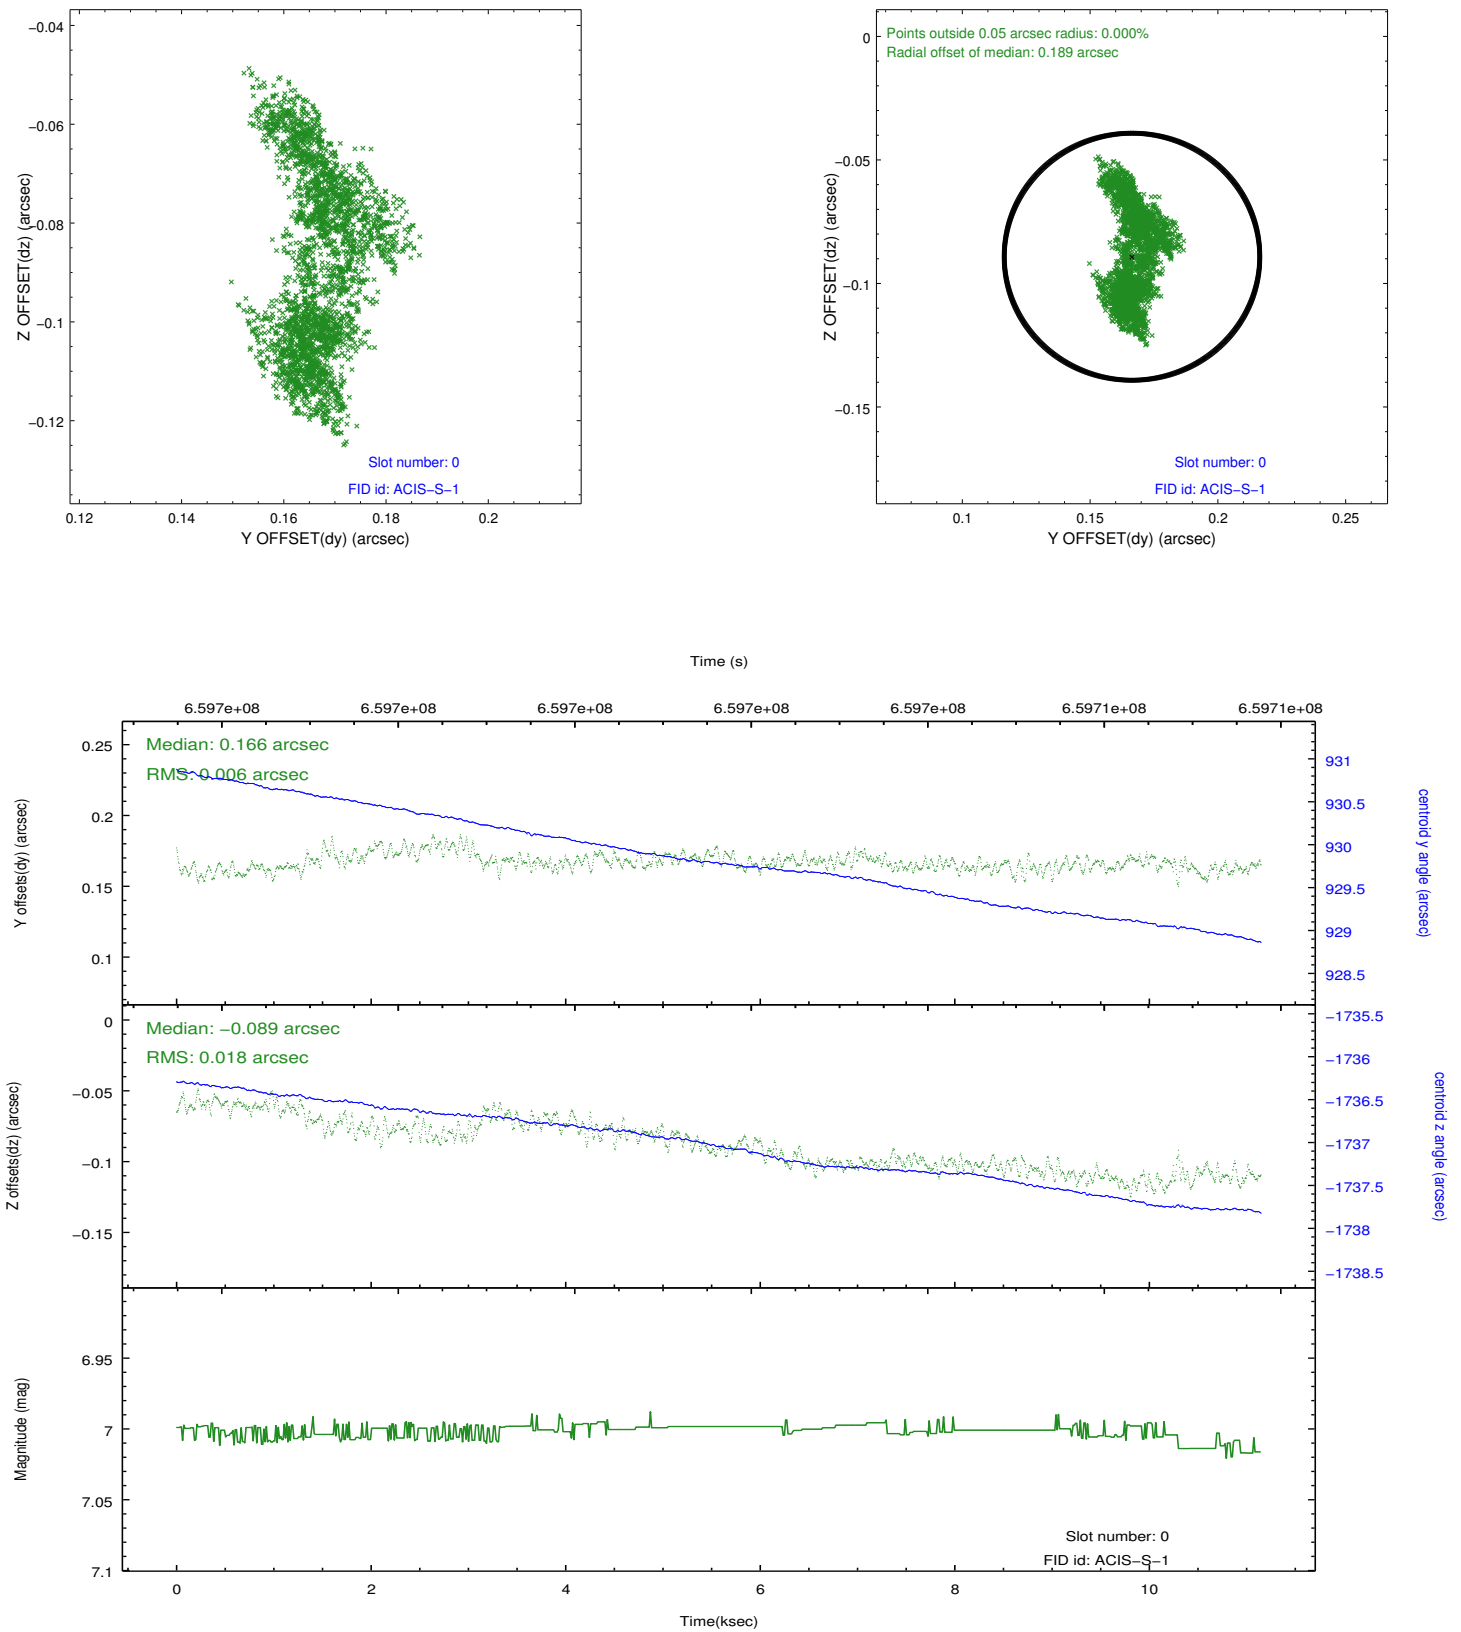 −0.04
−0.06
−0.08
−0.1
−0.12
Z OFFSET(dz) (arcsec)
Slot number: 0
FID id: ACIS−S−1
0.12
0.14
0.16
0.18
0.2
Y OFFSET(dy) (arcsec)
Points outside 0.05 arcsec radius: 0.000%
Radial offset of median: 0.189 arcsec
0
−0.05
−0.1
−0.15
Z OFFSET(dz) (arcsec)
Slot number: 0
FID id: ACIS−S−1
0.1
0.15
0.2
0.25
Y OFFSET(dy) (arcsec)
Time (s)
6.597e+08
6.597e+08
6.597e+08
6.597e+08
6.597e+08
6.5971e+08
6.5971e+08
Median: 0.166 arcsec
RMS: 0.006 arcsec
0.25
0.2
0.15
0.1
Y offsets(dy) (arcsec)
931
930.5
930
929.5
929
928.5
centroid y angle (arcsec)
Median: −0.089 arcsec
RMS: 0.018 arcsec
0
−0.05
−0.1
−0.15
Z offsets(dz) (arcsec)
−1735.5
−1736
−1736.5
−1737
−1737.5
−1738
−1738.5
centroid z angle (arcsec)
6.95
7
7.05
7.1
Magnitude (mag)
Slot number: 0
FID id: ACIS−S−1
0
2
4
6
8
10
Time(ksec)